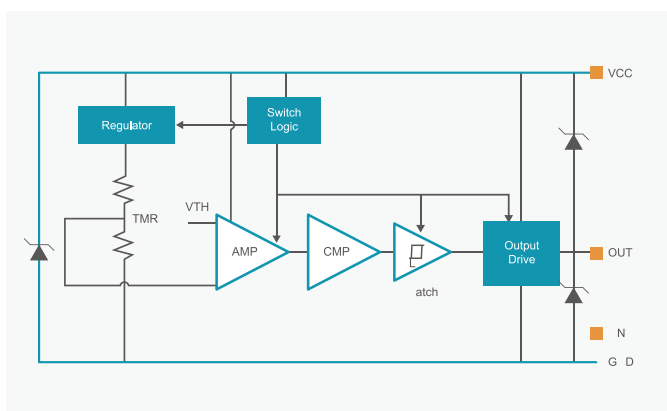 VCC
Regulator
Switch
Logic
TMR
VTH
AMP
CMP
Output
Drive
OUT
atch
N
G D